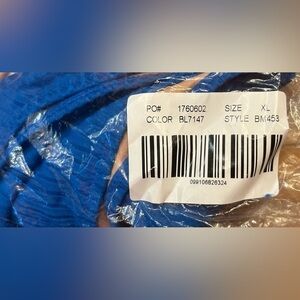 PO# 1760602 SIZE XL
COLOR BL7147 STYLE BM453
099106826324